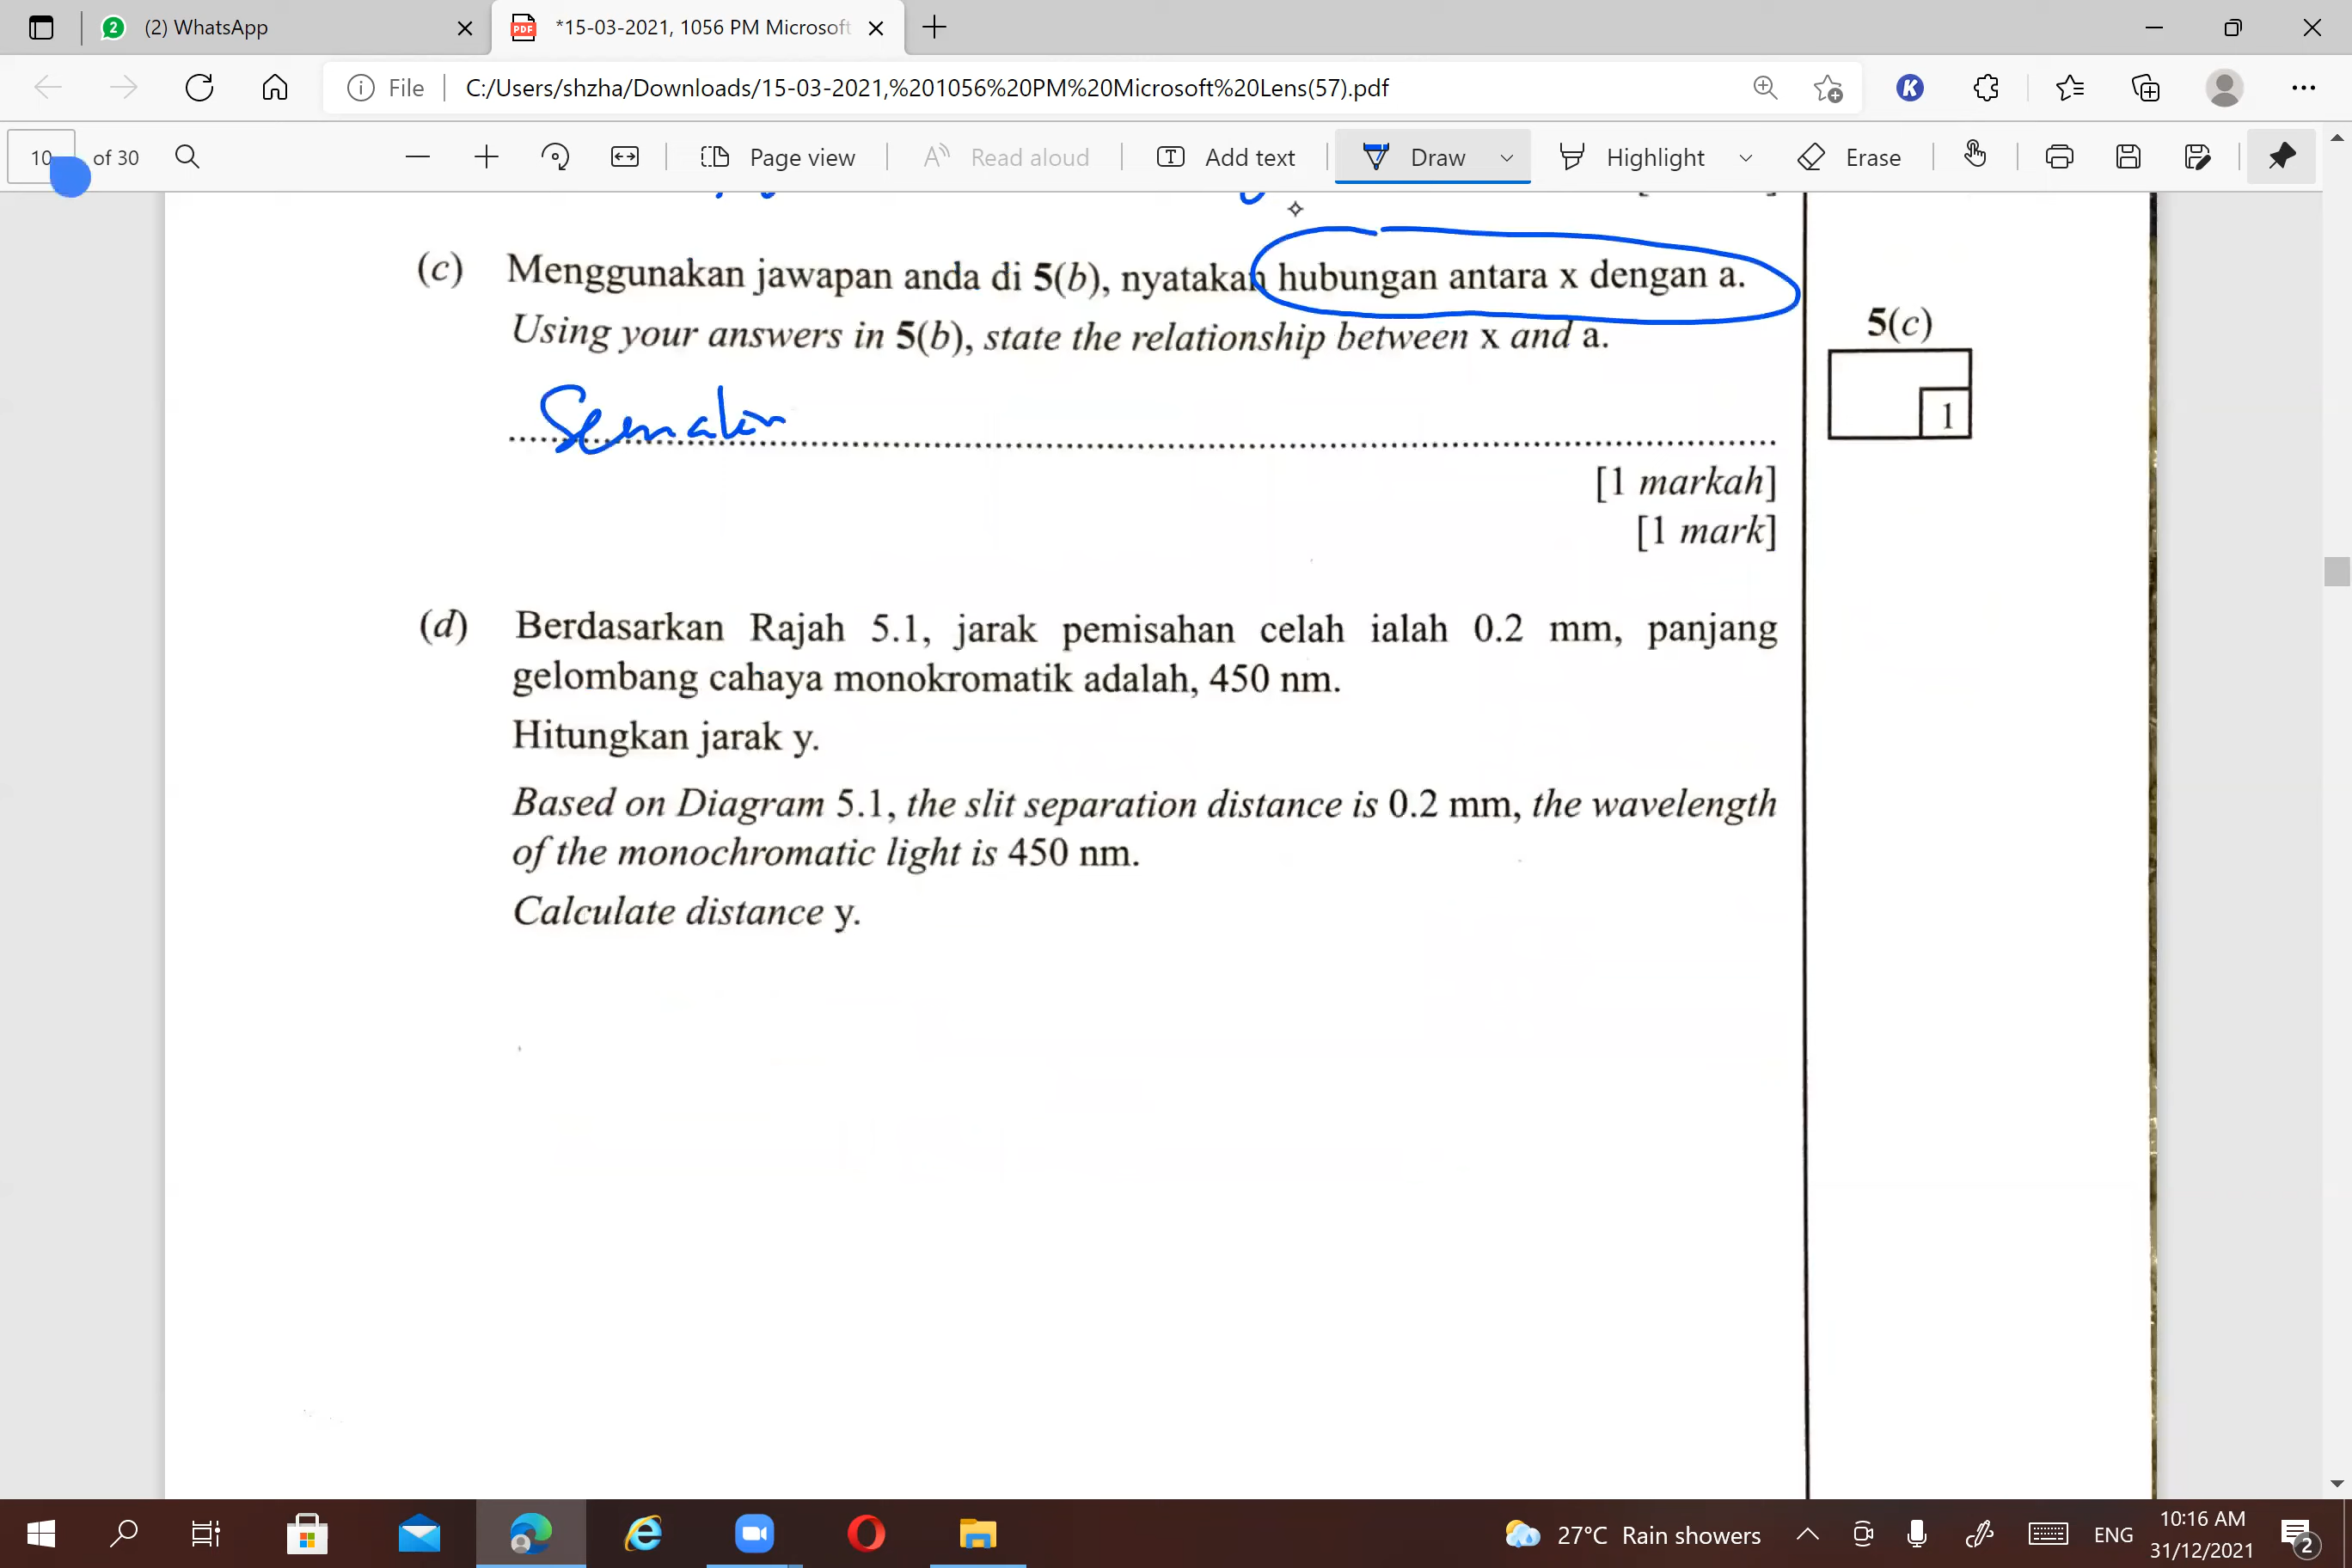 (2) WhatsApp
*15-03-2021, 1056 PM Microsoft
File
C:/Users/shzha/Downloads/15-03-2021,%201056%20PM%20Microsoft%20Lens(57).pdf
10 of 30
Page view
Read aloud
Add text
Draw
Highlight
Erase
(c) Menggunakan jawapan anda di 5(b), nyatakan hubungan antara x dengan a.
Using your answers in 5(b), state the relationship between x and a.
5(c)
Semakin
1
[1 markah]
[1 mark]
(d) Berdasarkan Rajah 5.1, jarak pemisahan celah ialah 0.2 mm, panjang
gelombang cahaya monokromatik adalah, 450 nm.
Hitungkan jarak y.
Based on Diagram 5.1, the slit separation distance is 0.2 mm, the wavelength
of the monochromatic light is 450 nm.
Calculate distance y.
27°C Rain showers
ENG
10:16 AM
31/12/2021
2